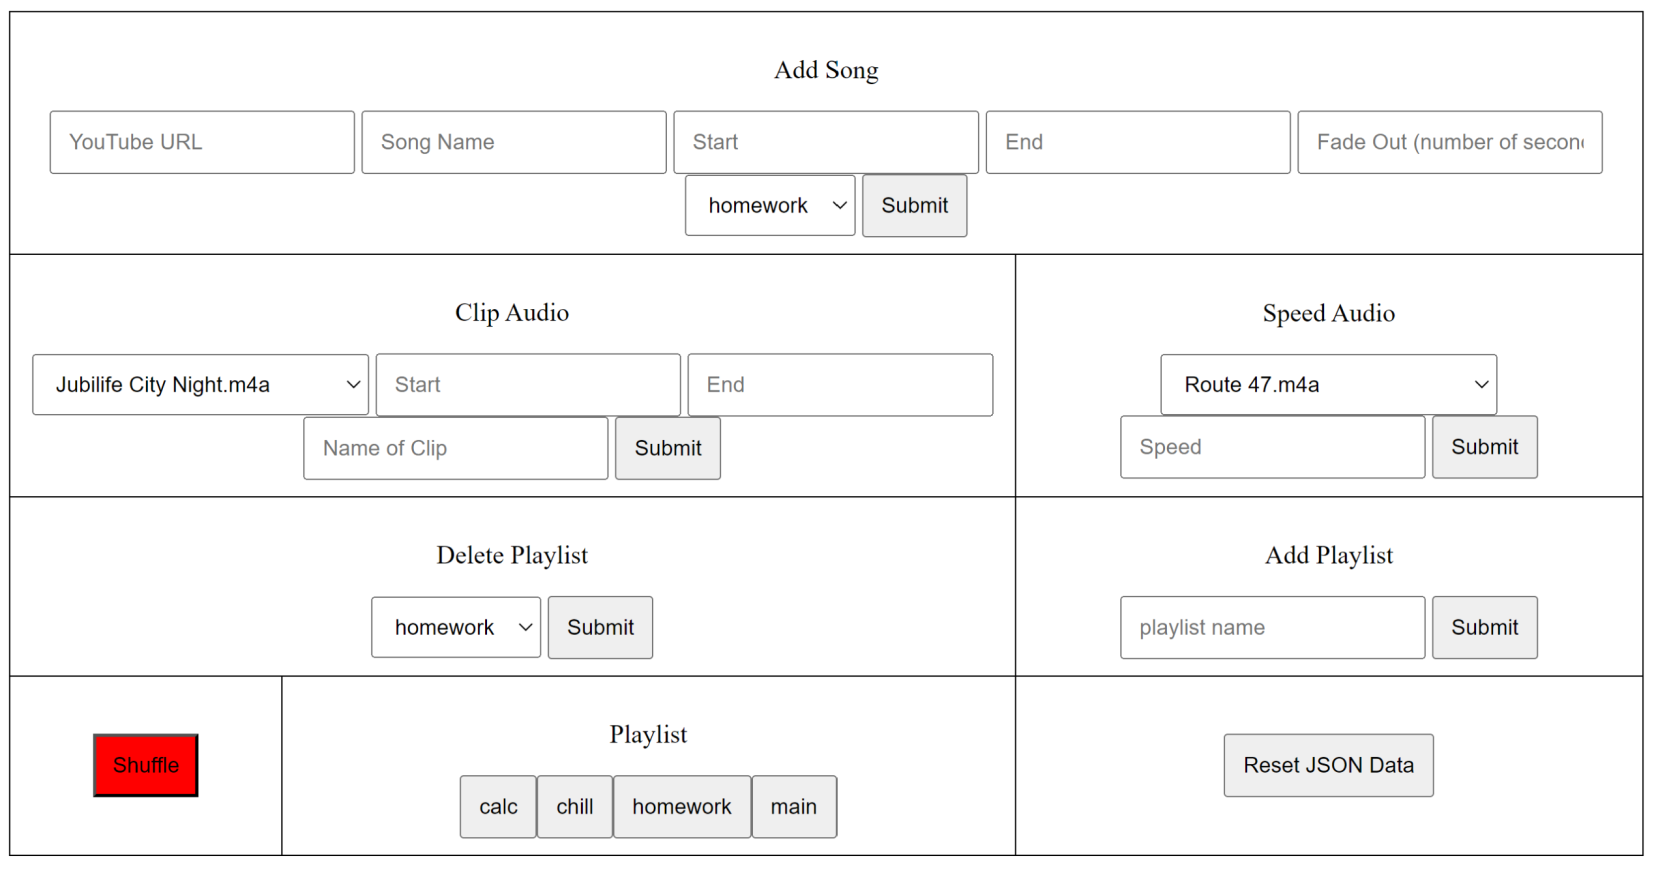 Add Song
YouTube URL Song Name Start End Fade Out (number of secon
homework Submit
Clip Audio
Jubilife City Night.m4a Start End
Name of Clip Submit
Speed Audio
Route 47.m4a
Speed Submit
Delete Playlist
homework Submit
Add Playlist
playlist name Submit
Shuffle
Playlist
calc chill homework main
Reset JSON Data